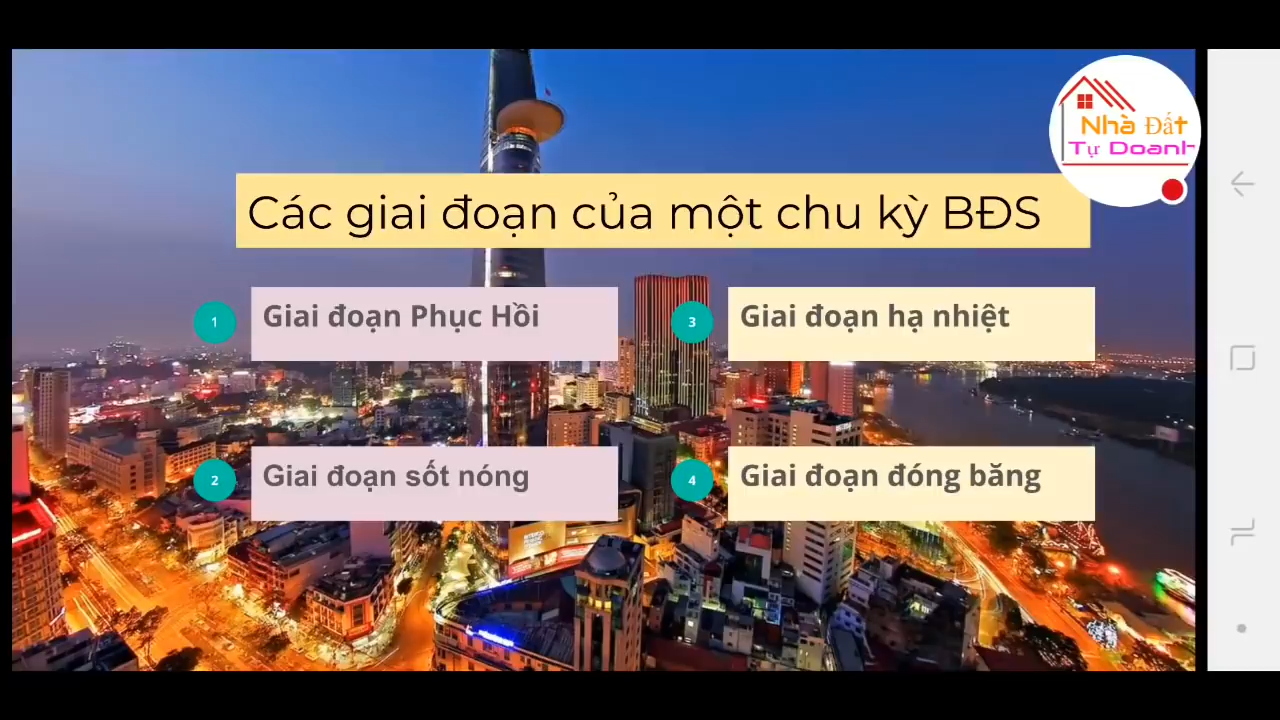 Nhà Đất
Tự Doanh
Các giai đoạn của một chu kỳ BĐS
1
Giai đoạn Phục Hồi
3
Giai đoạn hạ nhiệt
2
Giai đoạn sốt nóng
4
Giai đoạn đóng băng